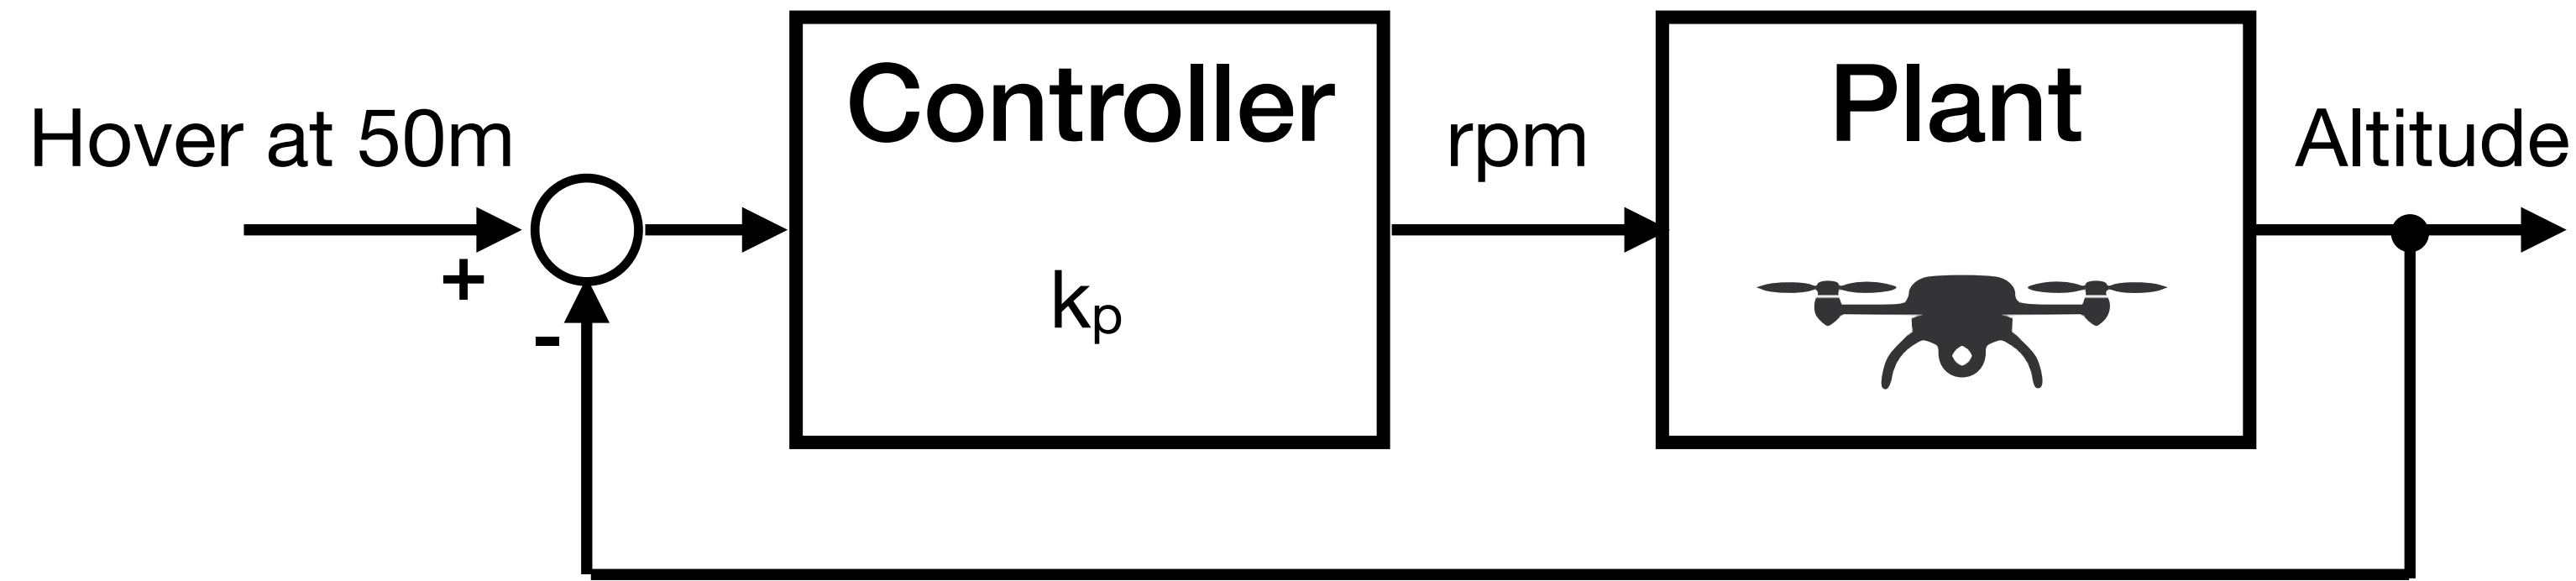 Hover at 50m
+
-
Controller
kp
rpm
Plant
Altitude